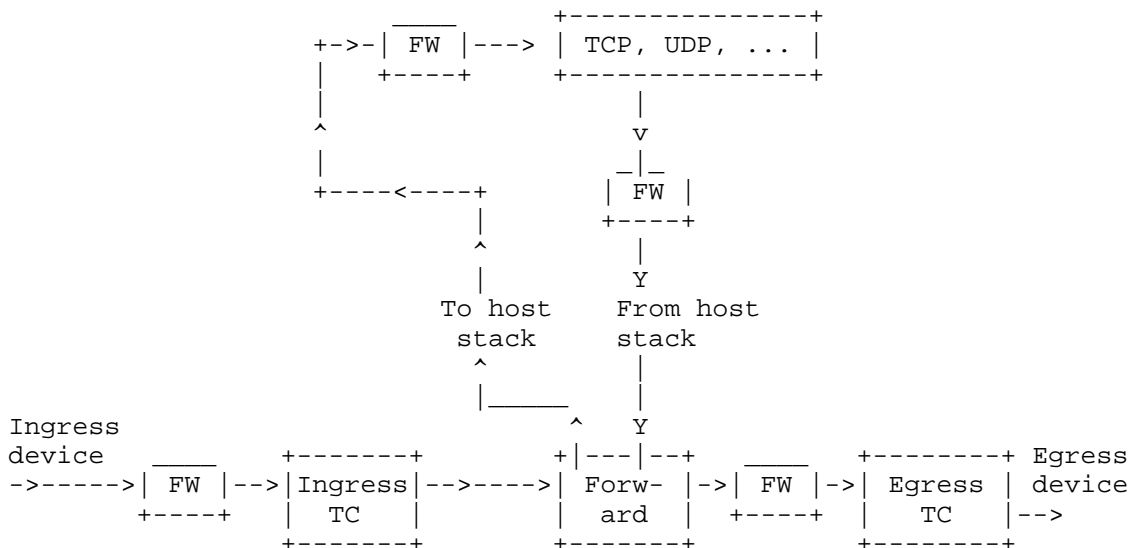 FW TCP, UDP, ...
FW
To host From host
stack stack
Ingress
device Egress
FW Ingress Forw- FW Egress device
TC ard TC